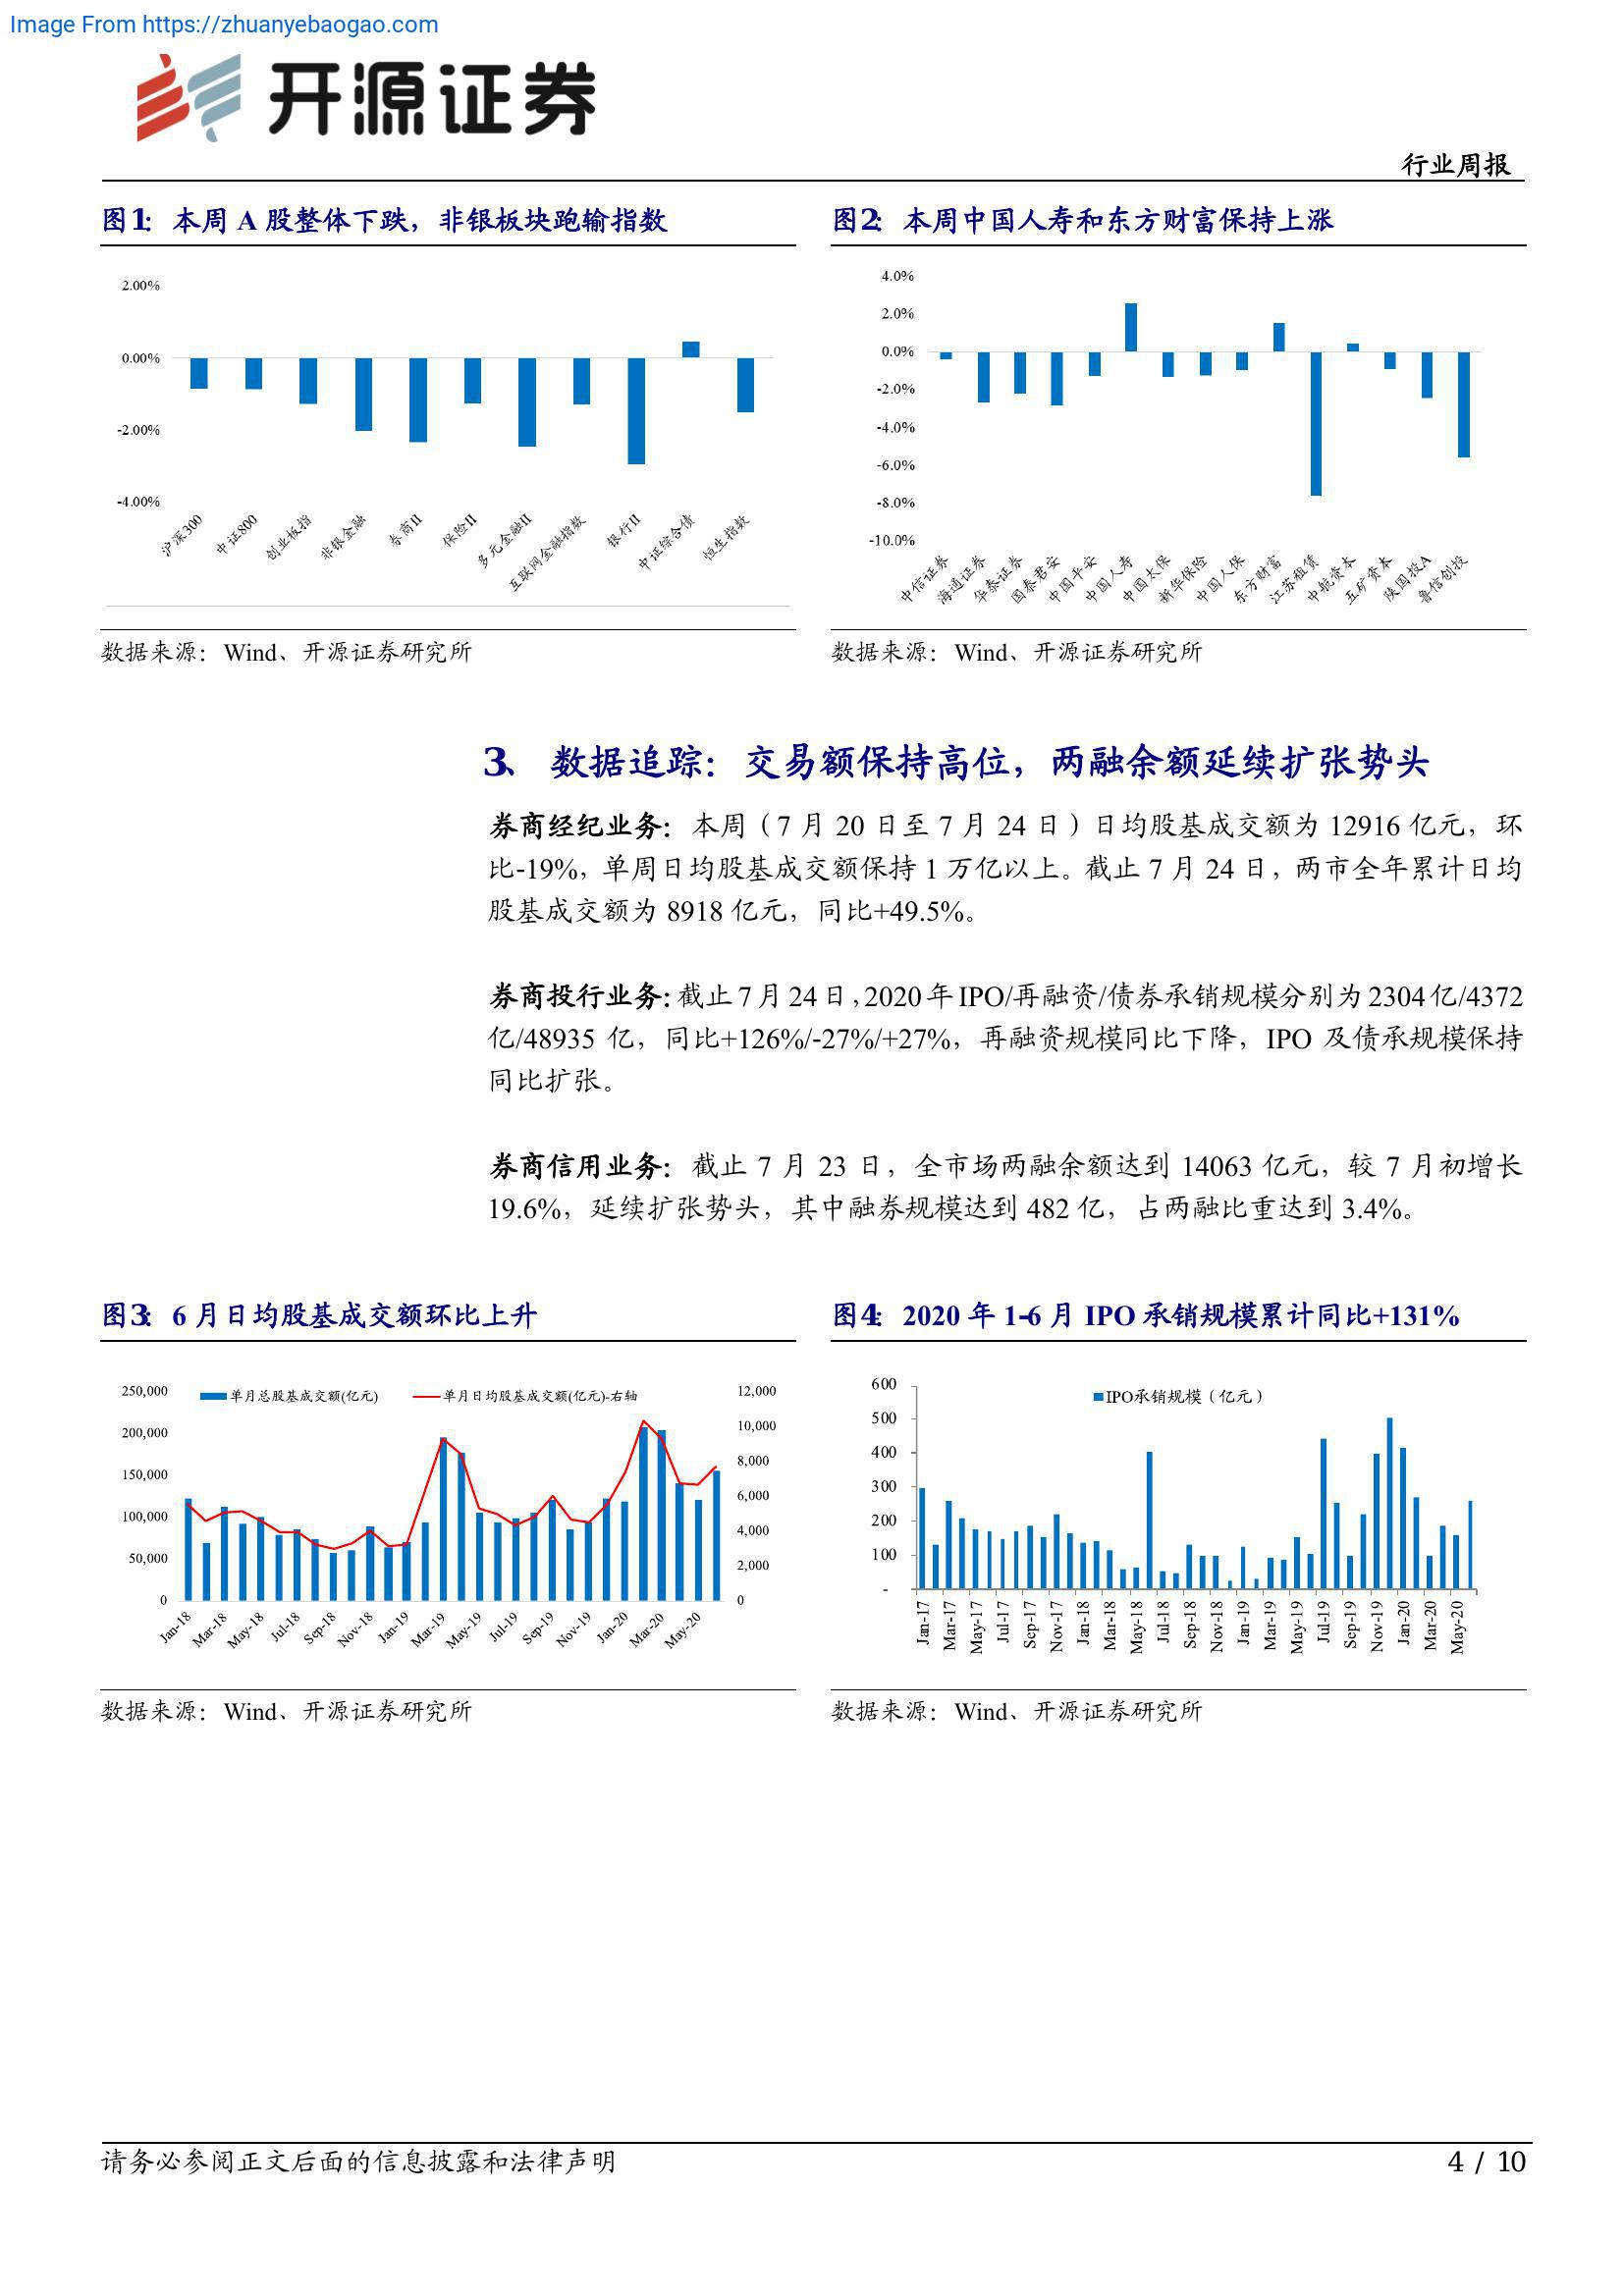 Image From https://zhuanyebaogao.com
开源证券
行业周报
图1： 本周 A 股整体下跌，非银板块跑输指数
2.00%
0.00%
-2.00%
-4.00%
沪深300
中证800
创业板指
非银金融
券商II
保险II
多元金融II
互联网金融指数
银行II
中证综合债
恒生指数
数据来源：Wind、开源证券研究所
图2： 本周中国人寿和东方财富保持上涨
4.0%
2.0%
0.0%
-2.0%
-4.0%
-6.0%
-8.0%
-10.0%
中信证券
海通证券
华泰证券
国泰君安
中国平安
中国人寿
中国太保
新华保险
中国人保
东方财富
江苏租赁
中航资本
五矿资本
陕国投A
鲁信创投
数据来源：Wind、开源证券研究所
3、 数据追踪：交易额保持高位，两融余额延续扩张势头
券商经纪业务：本周（7 月 20 日至 7 月 24 日）日均股基成交额为 12916 亿元，环
比-19%，单周日均股基成交额保持 1 万亿以上。截止 7 月 24 日，两市全年累计日均
股基成交额为 8918 亿元，同比+49.5%。
券商投行业务：截止 7 月 24 日，2020 年 IPO/再融资/债券承销规模分别为 2304 亿/4372
亿/48935 亿，同比+126%/-27%/+27%，再融资规模同比下降，IPO 及债承规模保持
同比扩张。
券商信用业务：截止 7 月 23 日，全市场两融余额达到 14063 亿元，较 7 月初增长
19.6%，延续扩张势头，其中融券规模达到 482 亿，占两融比重达到 3.4%。
图3： 6 月日均股基成交额环比上升
单月总股基成交额(亿元)
单月日均股基成交额(亿元)-右轴
250,000
200,000
150,000
100,000
50,000
0
12,000
10,000
8,000
6,000
4,000
2,000
0
Jan-18
Mar-18
May-18
Jul-18
Sep-18
Nov-18
Jan-19
Mar-19
May-19
Jul-19
Sep-19
Nov-19
Jan-20
Mar-20
May-20
数据来源：Wind、开源证券研究所
图4： 2020 年 1-6 月 IPO 承销规模累计同比+131%
IPO承销规模（亿元）
600
500
400
300
200
100
-
Jan-17
Mar-17
May-17
Jul-17
Sep-17
Nov-17
Jan-18
Mar-18
May-18
Jul-18
Sep-18
Nov-18
Jan-19
Mar-19
May-19
Jul-19
Sep-19
Nov-19
Jan-20
Mar-20
May-20
数据来源：Wind、开源证券研究所
请务必参阅正文后面的信息披露和法律声明
4 / 10